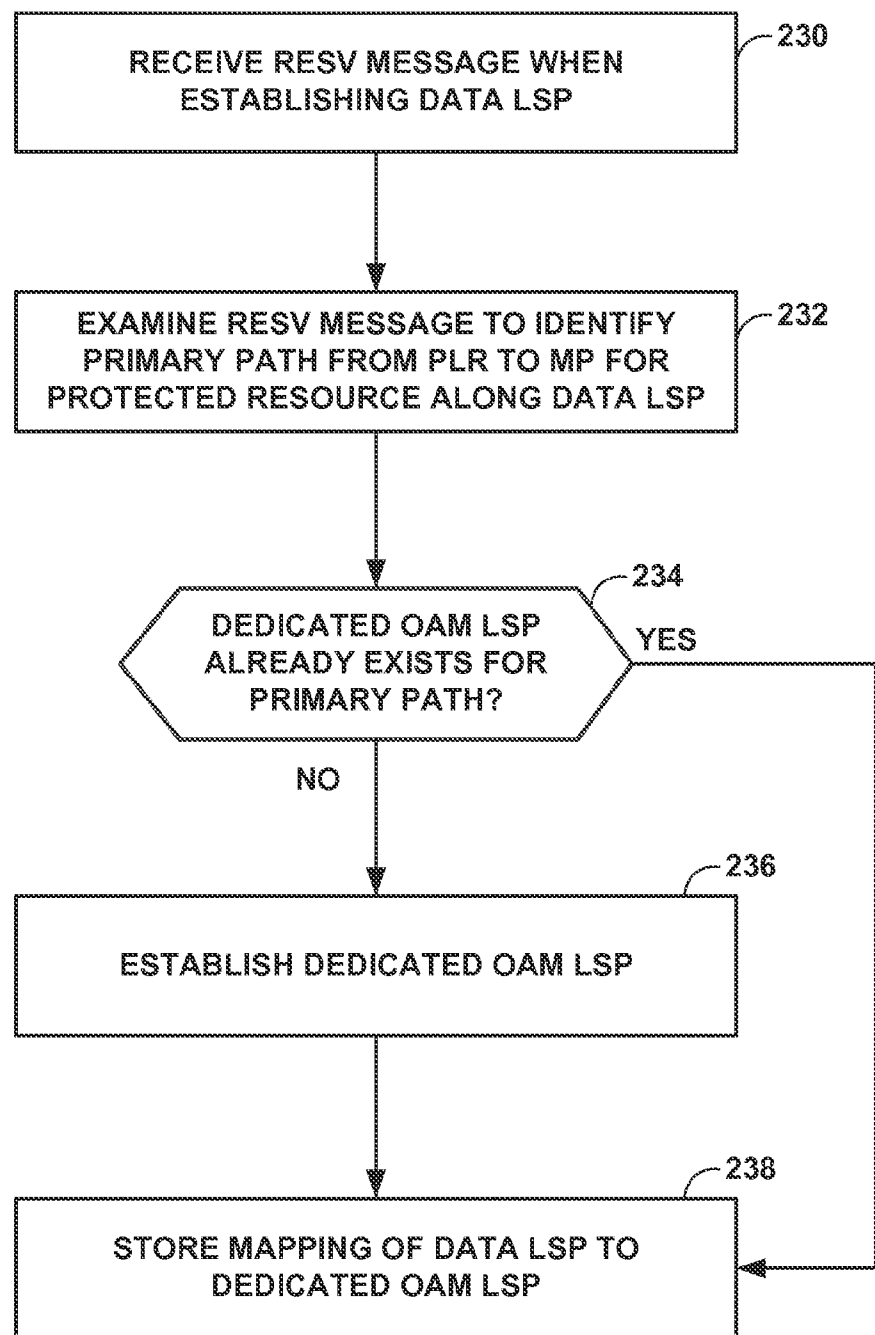 RECEIVE RESV MESSAGE WHEN
ESTABLISHING DATA LSP
230
EXAMINE RESV MESSAGE TO IDENTIFY
PRIMARY PATH FROM PLR TO MP FOR
PROTECTED RESOURCE ALONG DATA LSP
232
DEDICATED OAM LSP
ALREADY EXISTS FOR
PRIMARY PATH?
234
YES
NO
ESTABLISH DEDICATED OAM LSP
236
STORE MAPPING OF DATA LSP TO
DEDICATED OAM LSP
238